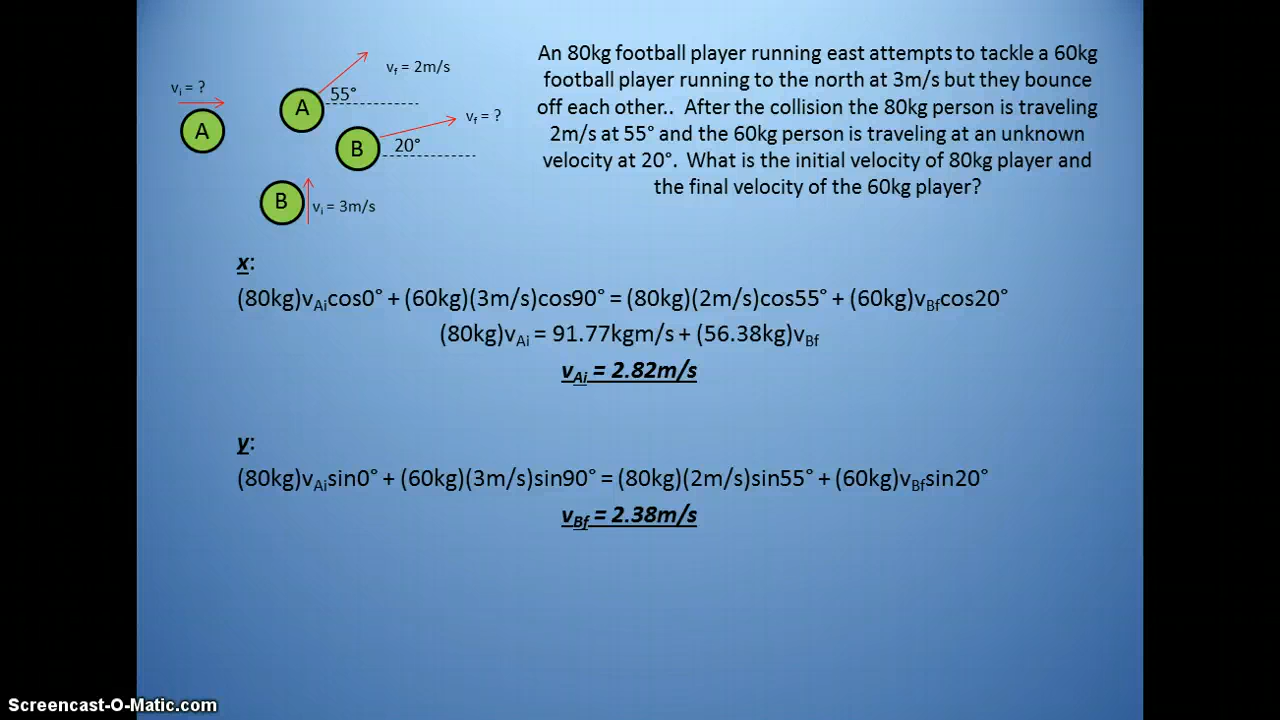 An 80kg football player running east attempts to tackle a 60kg
football player running to the north at 3m/s but they bounce
off each other.. After the collision the 80kg person is traveling
2m/s at 55° and the 60kg person is traveling at an unknown
velocity at 20°. What is the initial velocity of 80kg player and
the final velocity of the 60kg player?
vᵢ = ?
A
A
55°
v_f = 2m/s
B
20°
v_f = ?
B
vᵢ = 3m/s
x:
(80kg)v_Ai cos0° + (60kg)(3m/s)cos90° = (80kg)(2m/s)cos55° + (60kg)v_Bf cos20°
(80kg)v_Ai = 91.77kgm/s + (56.38kg)v_Bf
v_Ai = 2.82m/s
y:
(80kg)v_Ai sin0° + (60kg)(3m/s)sin90° = (80kg)(2m/s)sin55° + (60kg)v_Bf sin20°
v_Bf = 2.38m/s
Screencast-O-Matic.com